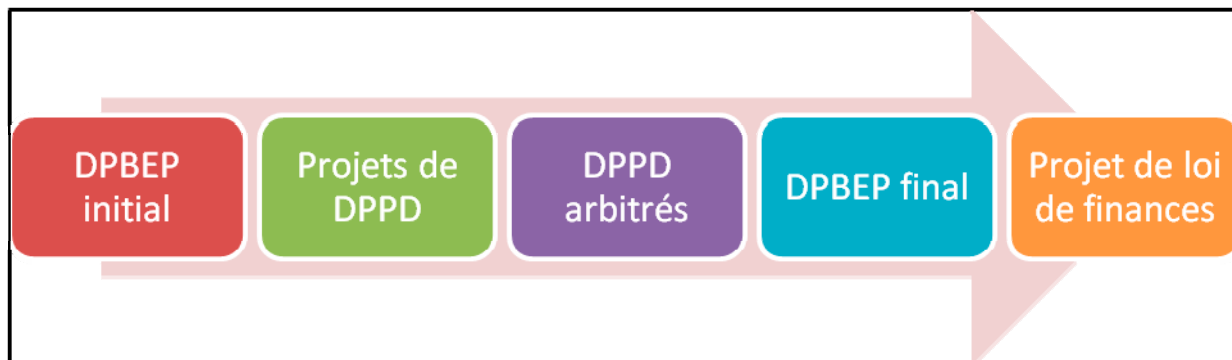 DPBEP
initial
Projets de
DPPD
DPPD
arbitrés
DPBEP final
Projet de loi
de finances